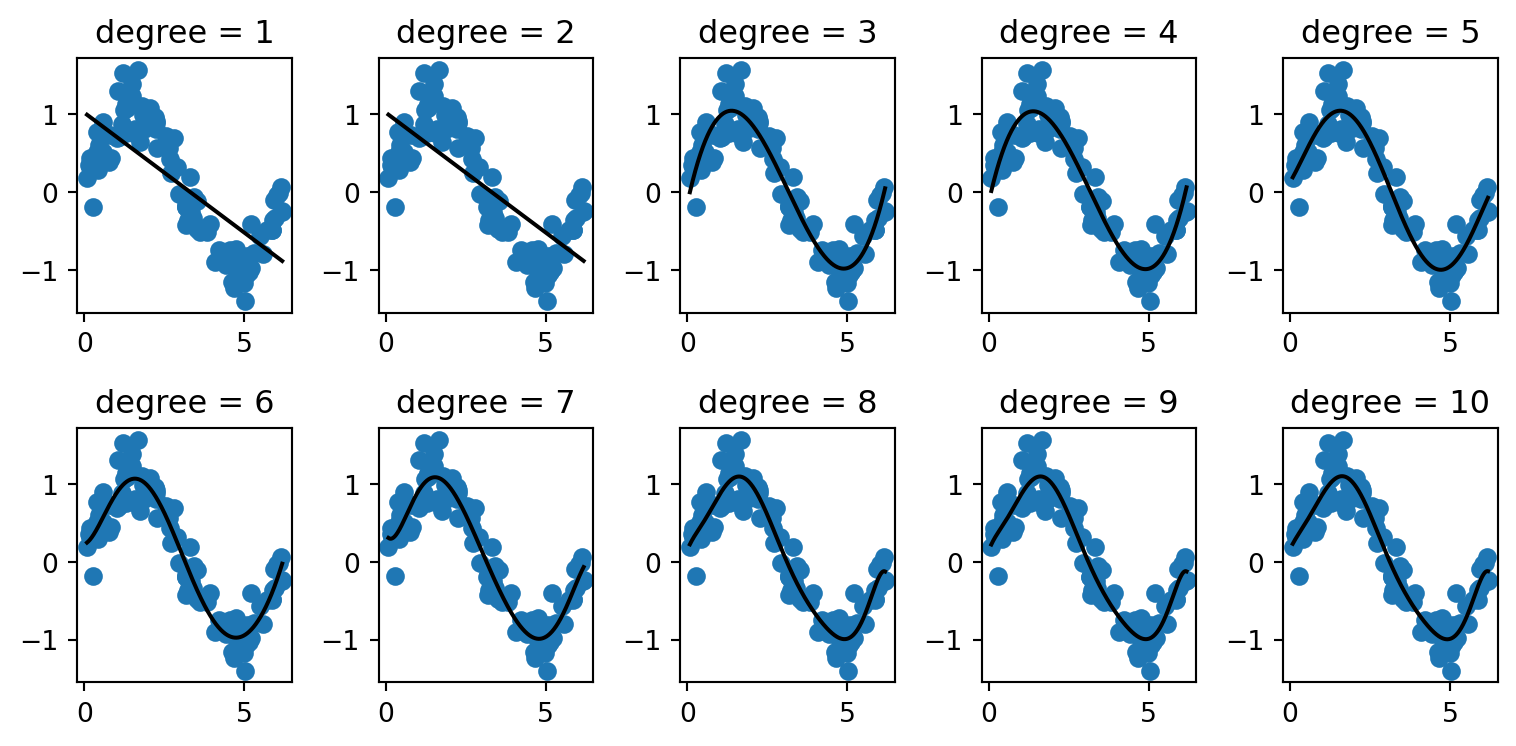 degree = 1 degree = 2 degree = 3 degree = 4 degree = 5
1 1 1 1 1
0 0 0 0 0
−1 −1 −1 −1 −1
0 5 0 5 0 5 0 5 0 5
degree = 6 degree = 7 degree = 8 degree = 9 degree = 10
1 1 1 1 1
0 0 0 0 0
−1 −1 −1 −1 −1
0 5 0 5 0 5 0 5 0 5